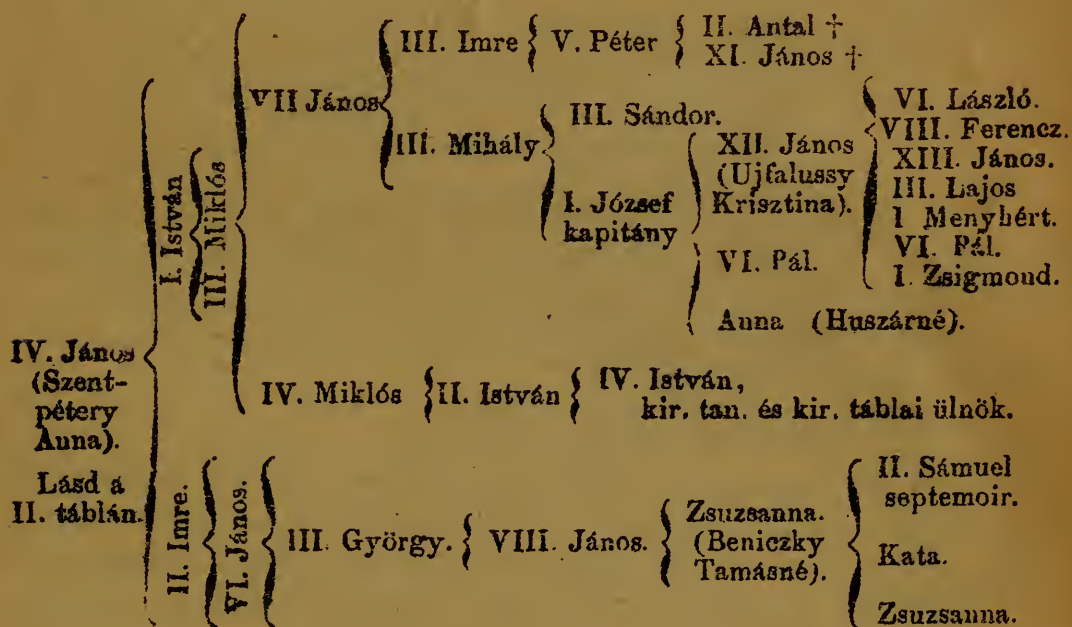 III. Imre { V. Péter { II. Antal †
XI. János †
VII János
III. Mihály
III. Sándor.
I. József
kapitány
XII. János
(Ujfalussy
Krisztina).
VI. Pál.
Anna (Huszárné).
VI. László.
VIII. Ferencz.
XIII. János.
III. Lajos
I Menyhért.
VI. Pál.
I. Zsigmond.
I. István
III. Miklós
IV. János
(Szent-
pétery
Anna).
Lásd a
II. táblán.
IV. Miklós { II. István { IV. István,
kir. tan. és kir. táblai ülnök.
II. Imre.
VI. János.
III. György. { VIII. János. { Zsuzsanna.
(Beniczky
Tamásné).
II. Sámuel
septemoir.
Kata.
Zsuzsanna.